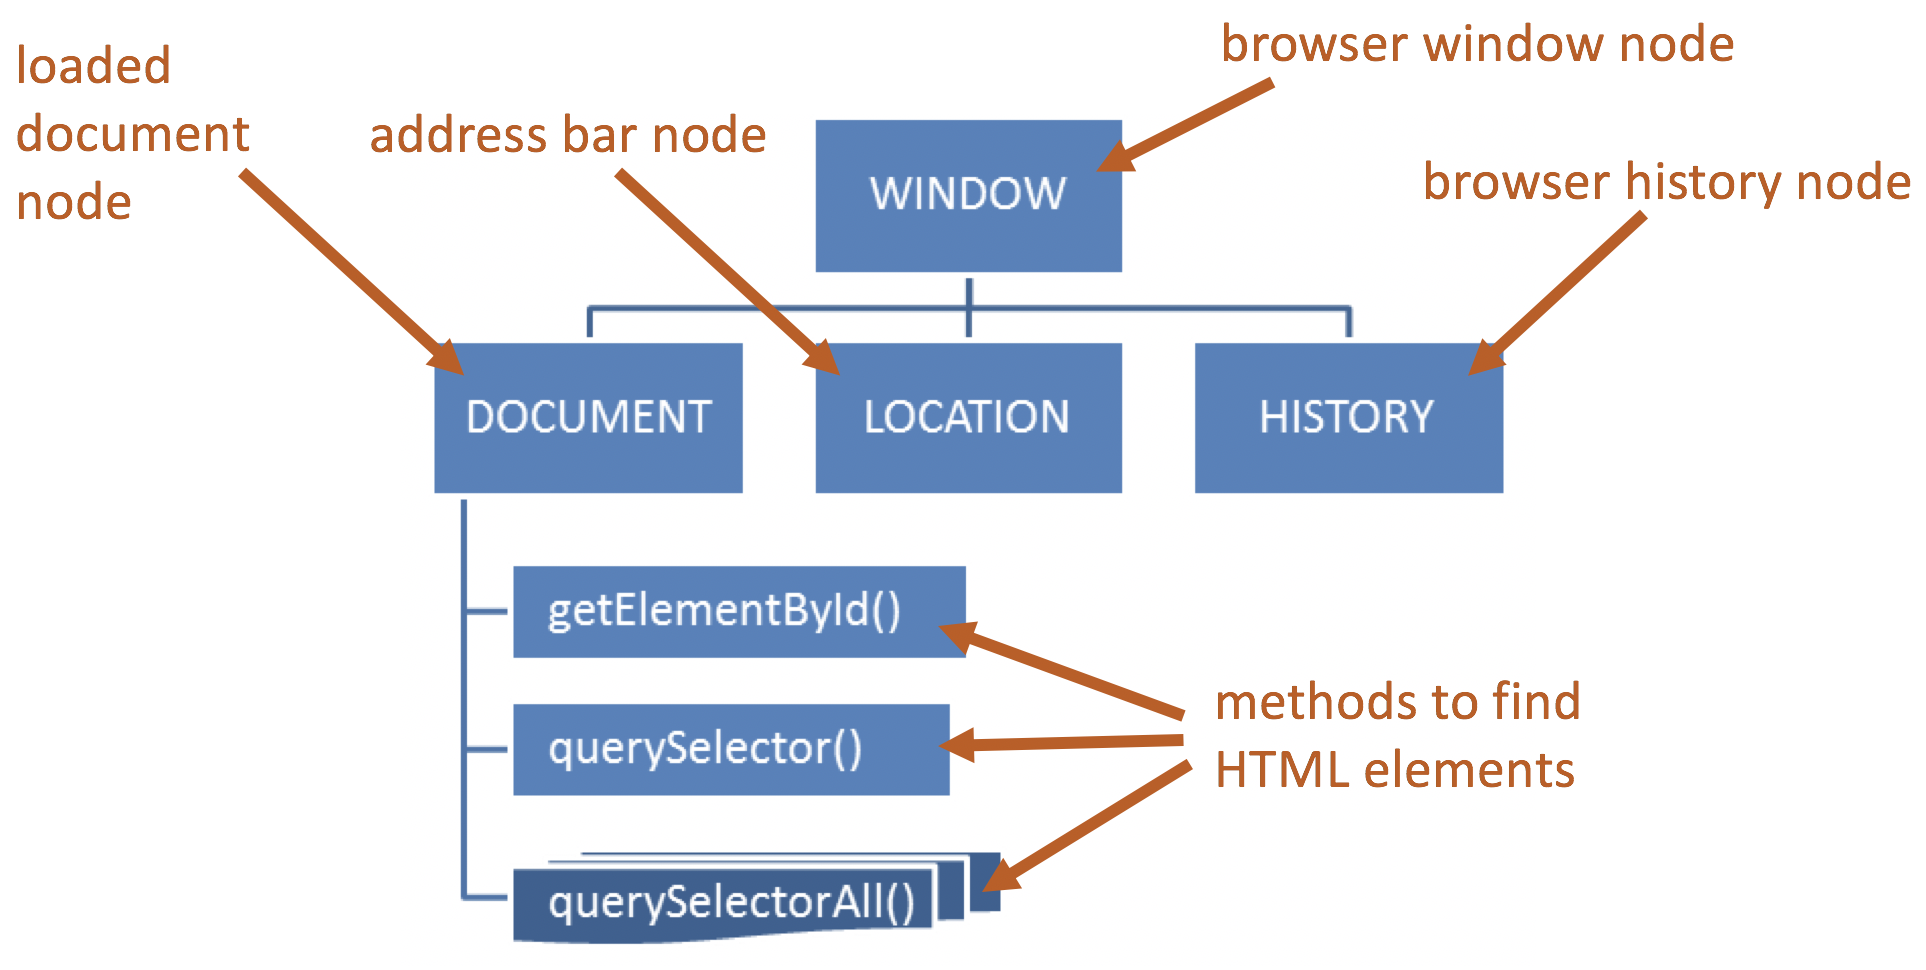 browser window node
loaded
document
node
address bar node
WINDOW
browser history node
DOCUMENT
LOCATION
HISTORY
getElementById()
querySelector()
methods to find
HTML elements
querySelectorAll()